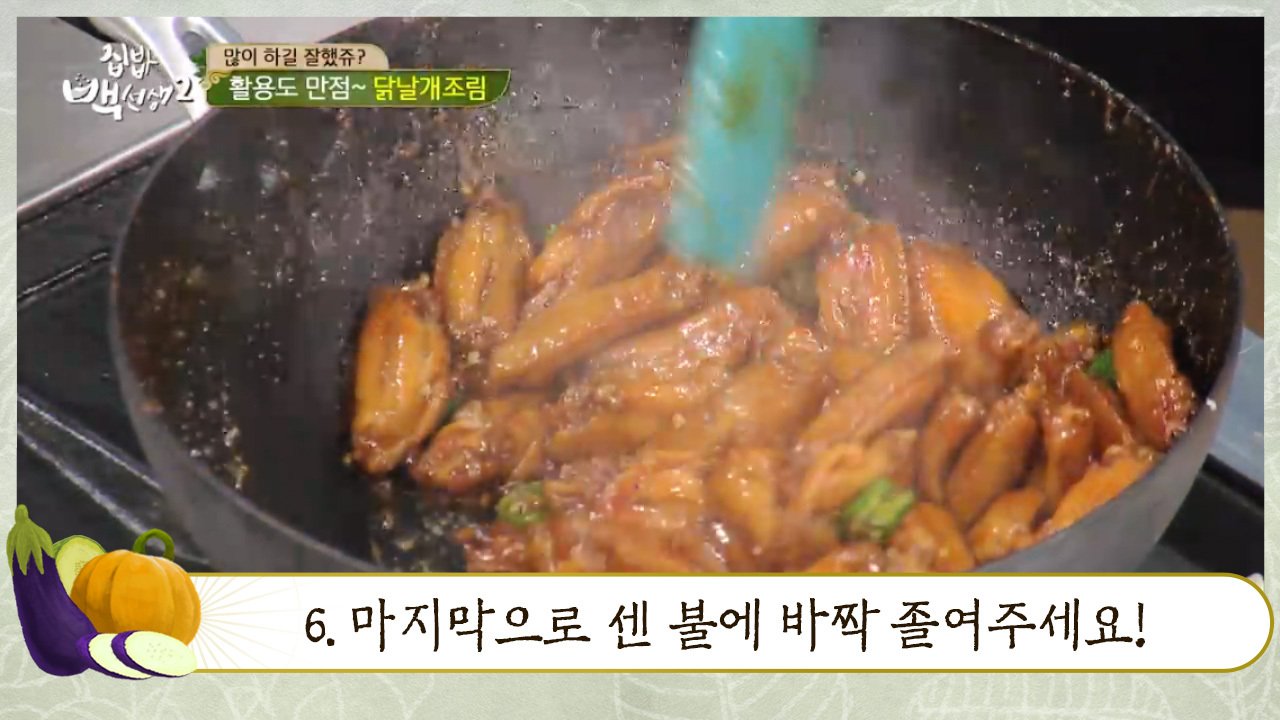 집밥
백선생2
많이 하길 잘했쥬?
활용도 만점~ 닭날개조림
6. 마지막으로 센 불에 바짝 졸여주세요!